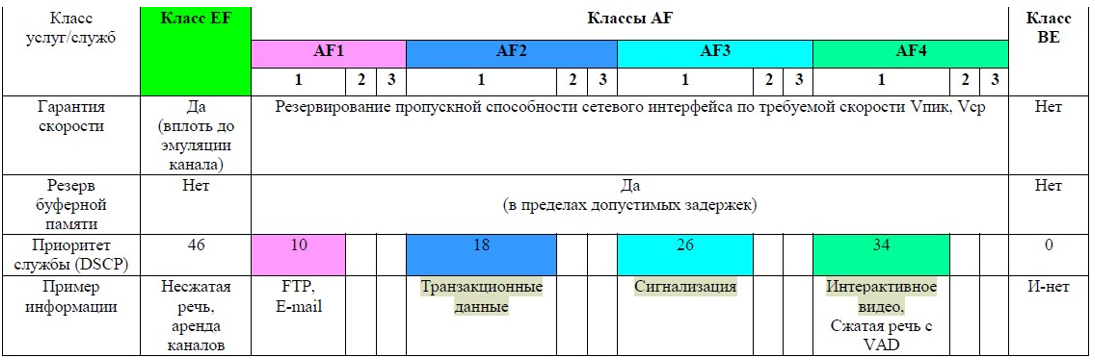 Класс услуг/служб Класс EF Классы AF Класс BE
AF1 AF2 AF3 AF4
1 2 3 1 2 3 1 2 3 1 2 3
Гарантия скорости
Да
(вплоть до
эмуляции
канала)
Резервирование пропускной способности сетевого интерфейса по требуемой скорости Vпик, Vср
Нет
Резерв
буферной
памяти
Нет
Да
(в пределах допустимых задержек)
Нет
Приоритет
службы (DSCP)
46 10 18 26 34 0
Пример
информации
Несжатая
речь,
аренда
каналов
FTP,
E-mail
Транзакционные
данные
Сигнализация
Интерактивное
видео,
Сжатая речь с
VAD
И-нет